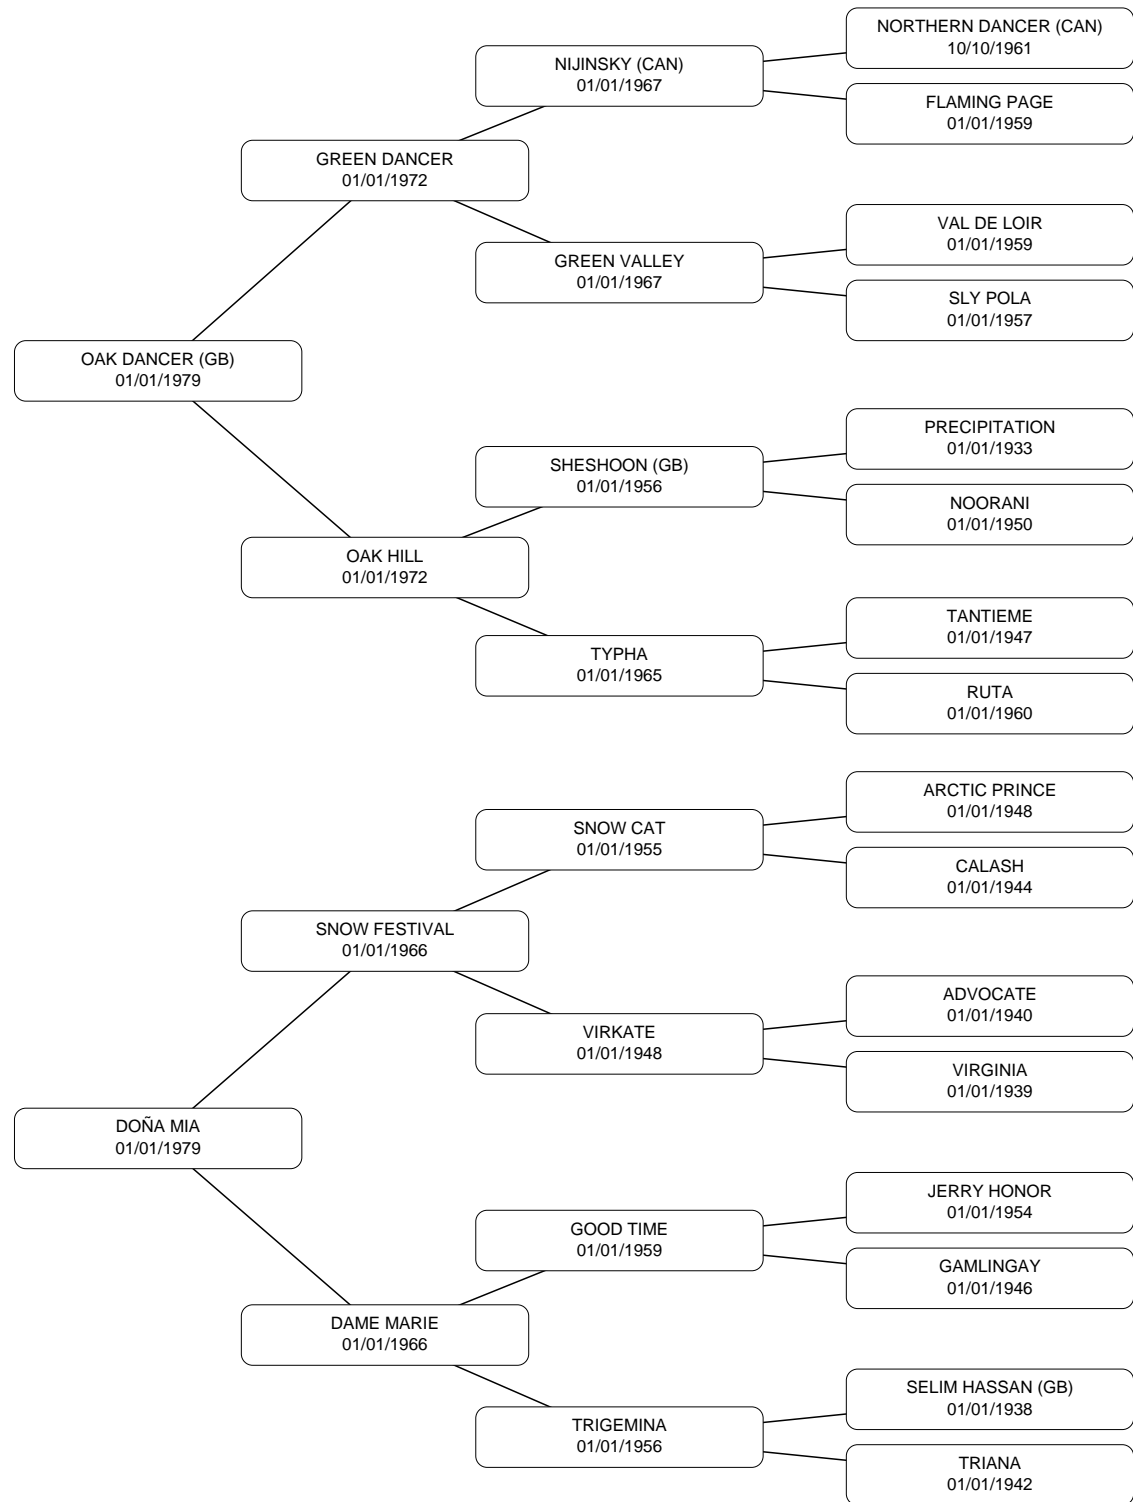 NORTHERN DANCER (CAN)
10/10/1961
NIJINSKY (CAN)
01/01/1967
FLAMING PAGE
01/01/1959
GREEN DANCER
01/01/1972
VAL DE LOIR
01/01/1959
GREEN VALLEY
01/01/1967
SLY POLA
01/01/1957
OAK DANCER (GB)
01/01/1979
PRECIPITATION
01/01/1933
SHESHOON (GB)
01/01/1956
NOORANI
01/01/1950
OAK HILL
01/01/1972
TANTIEME
01/01/1947
TYPHA
01/01/1965
RUTA
01/01/1960
ARCTIC PRINCE
01/01/1948
SNOW CAT
01/01/1955
CALASH
01/01/1944
SNOW FESTIVAL
01/01/1966
ADVOCATE
01/01/1940
VIRKATE
01/01/1948
VIRGINIA
01/01/1939
DOÑA MIA
01/01/1979
JERRY HONOR
01/01/1954
GOOD TIME
01/01/1959
GAMLINGAY
01/01/1946
DAME MARIE
01/01/1966
SELIM HASSAN (GB)
01/01/1938
TRIGEMINA
01/01/1956
TRIANA
01/01/1942